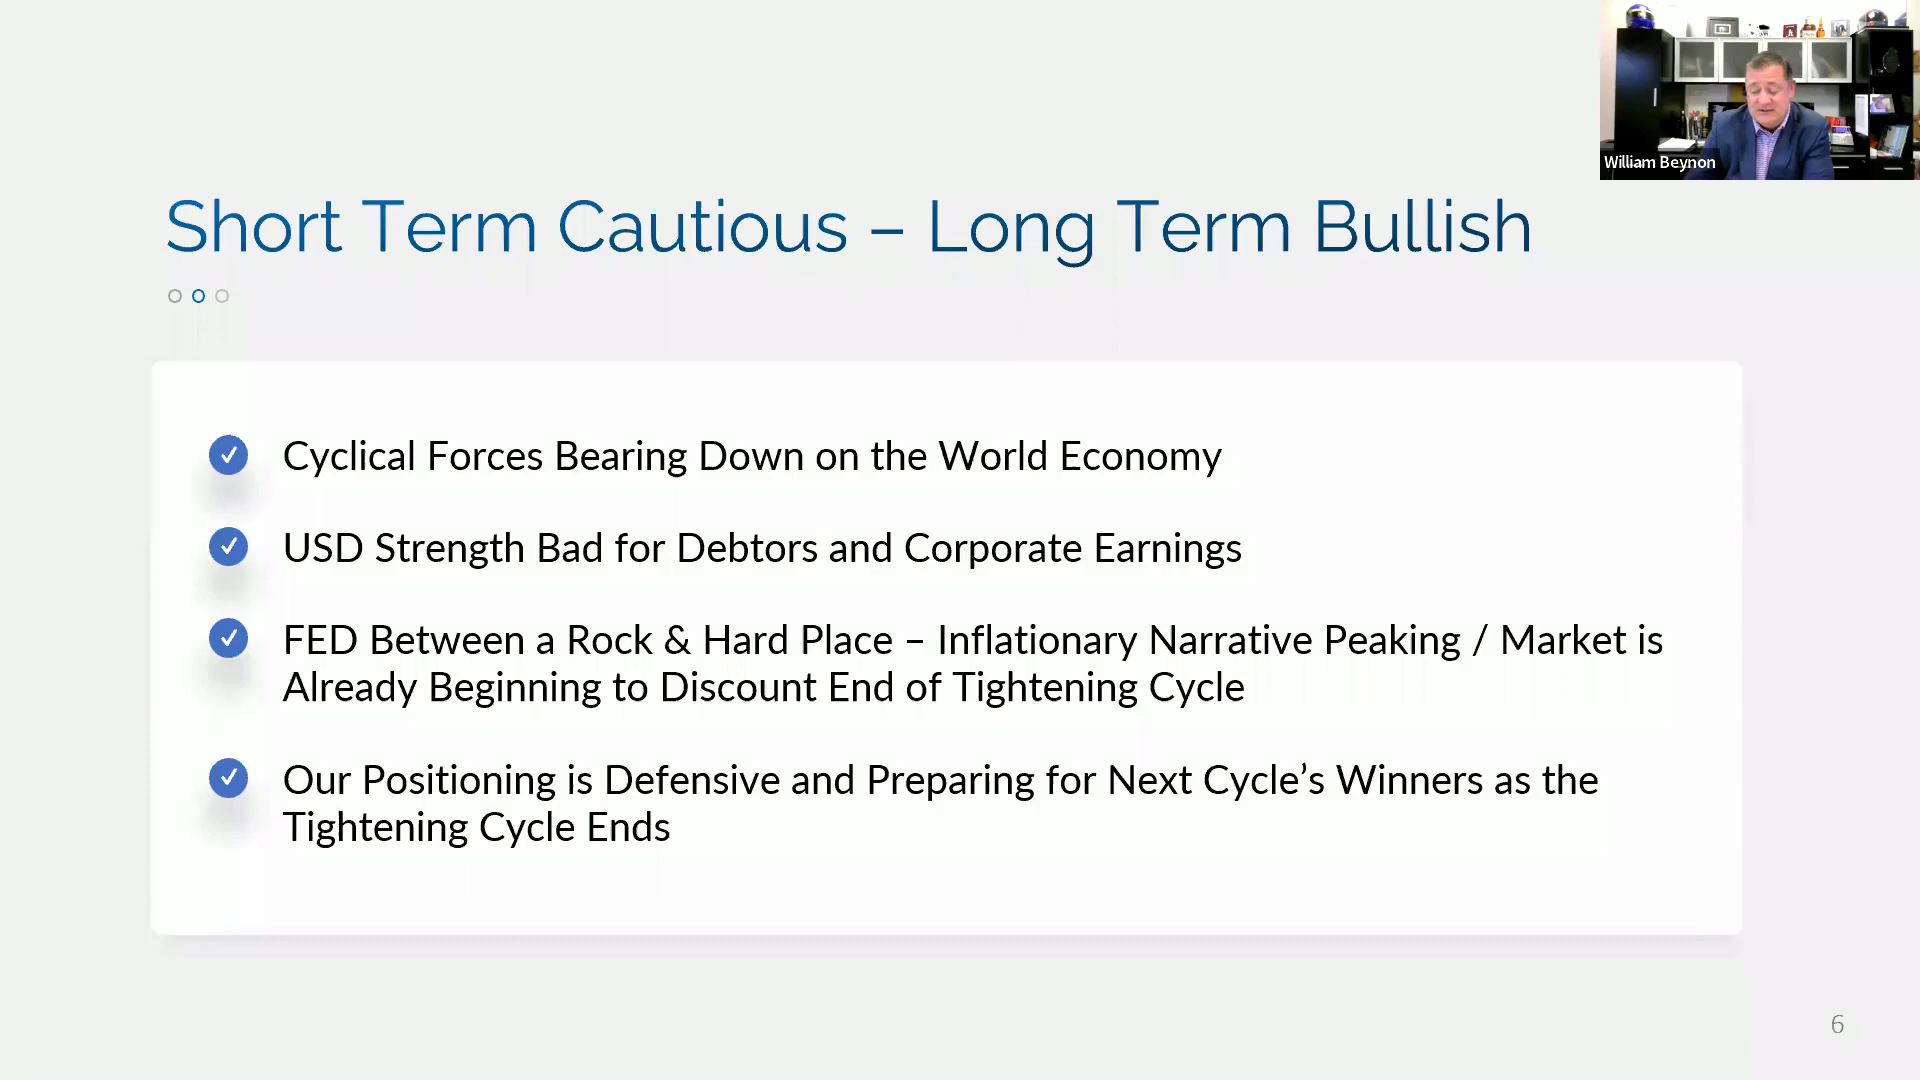 William Beynon
Short Term Cautious – Long Term Bullish
Cyclical Forces Bearing Down on the World Economy
USD Strength Bad for Debtors and Corporate Earnings
FED Between a Rock & Hard Place – Inflationary Narrative Peaking / Market is
Already Beginning to Discount End of Tightening Cycle
Our Positioning is Defensive and Preparing for Next Cycle’s Winners as the
Tightening Cycle Ends
6